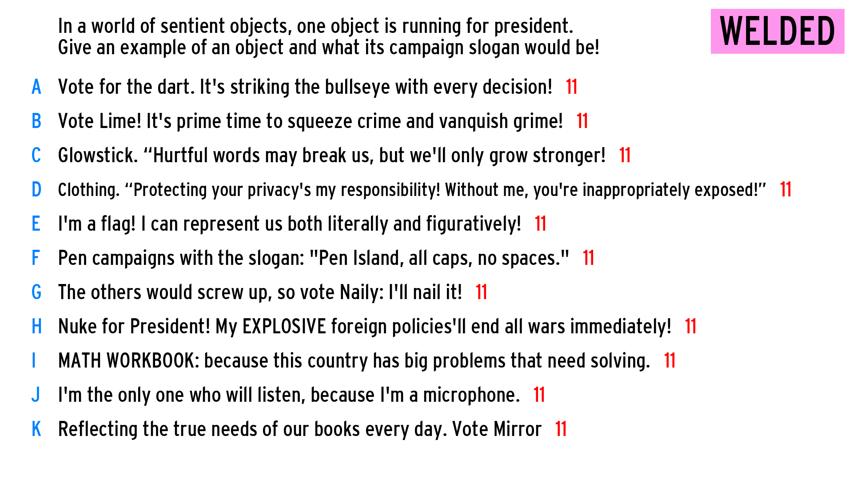 In a world of sentient objects, one object is running for president.
Give an example of an object and what its campaign slogan would be!
WELDED
A Vote for the dart. It's striking the bullseye with every decision! 11
B Vote Lime! It's prime time to squeeze crime and vanquish grime! 11
C Glowstick. “Hurtful words may break us, but we'll only grow stronger! 11
D Clothing. “Protecting your privacy's my responsibility! Without me, you're inappropriately exposed!” 11
E I'm a flag! I can represent us both literally and figuratively! 11
F Pen campaigns with the slogan: "Pen Island, all caps, no spaces." 11
G The others would screw up, so vote Naily: I'll nail it! 11
H Nuke for President! My EXPLOSIVE foreign policies'll end all wars immediately! 11
I MATH WORKBOOK: because this country has big problems that need solving. 11
J I'm the only one who will listen, because I'm a microphone. 11
K Reflecting the true needs of our books every day. Vote Mirror 11